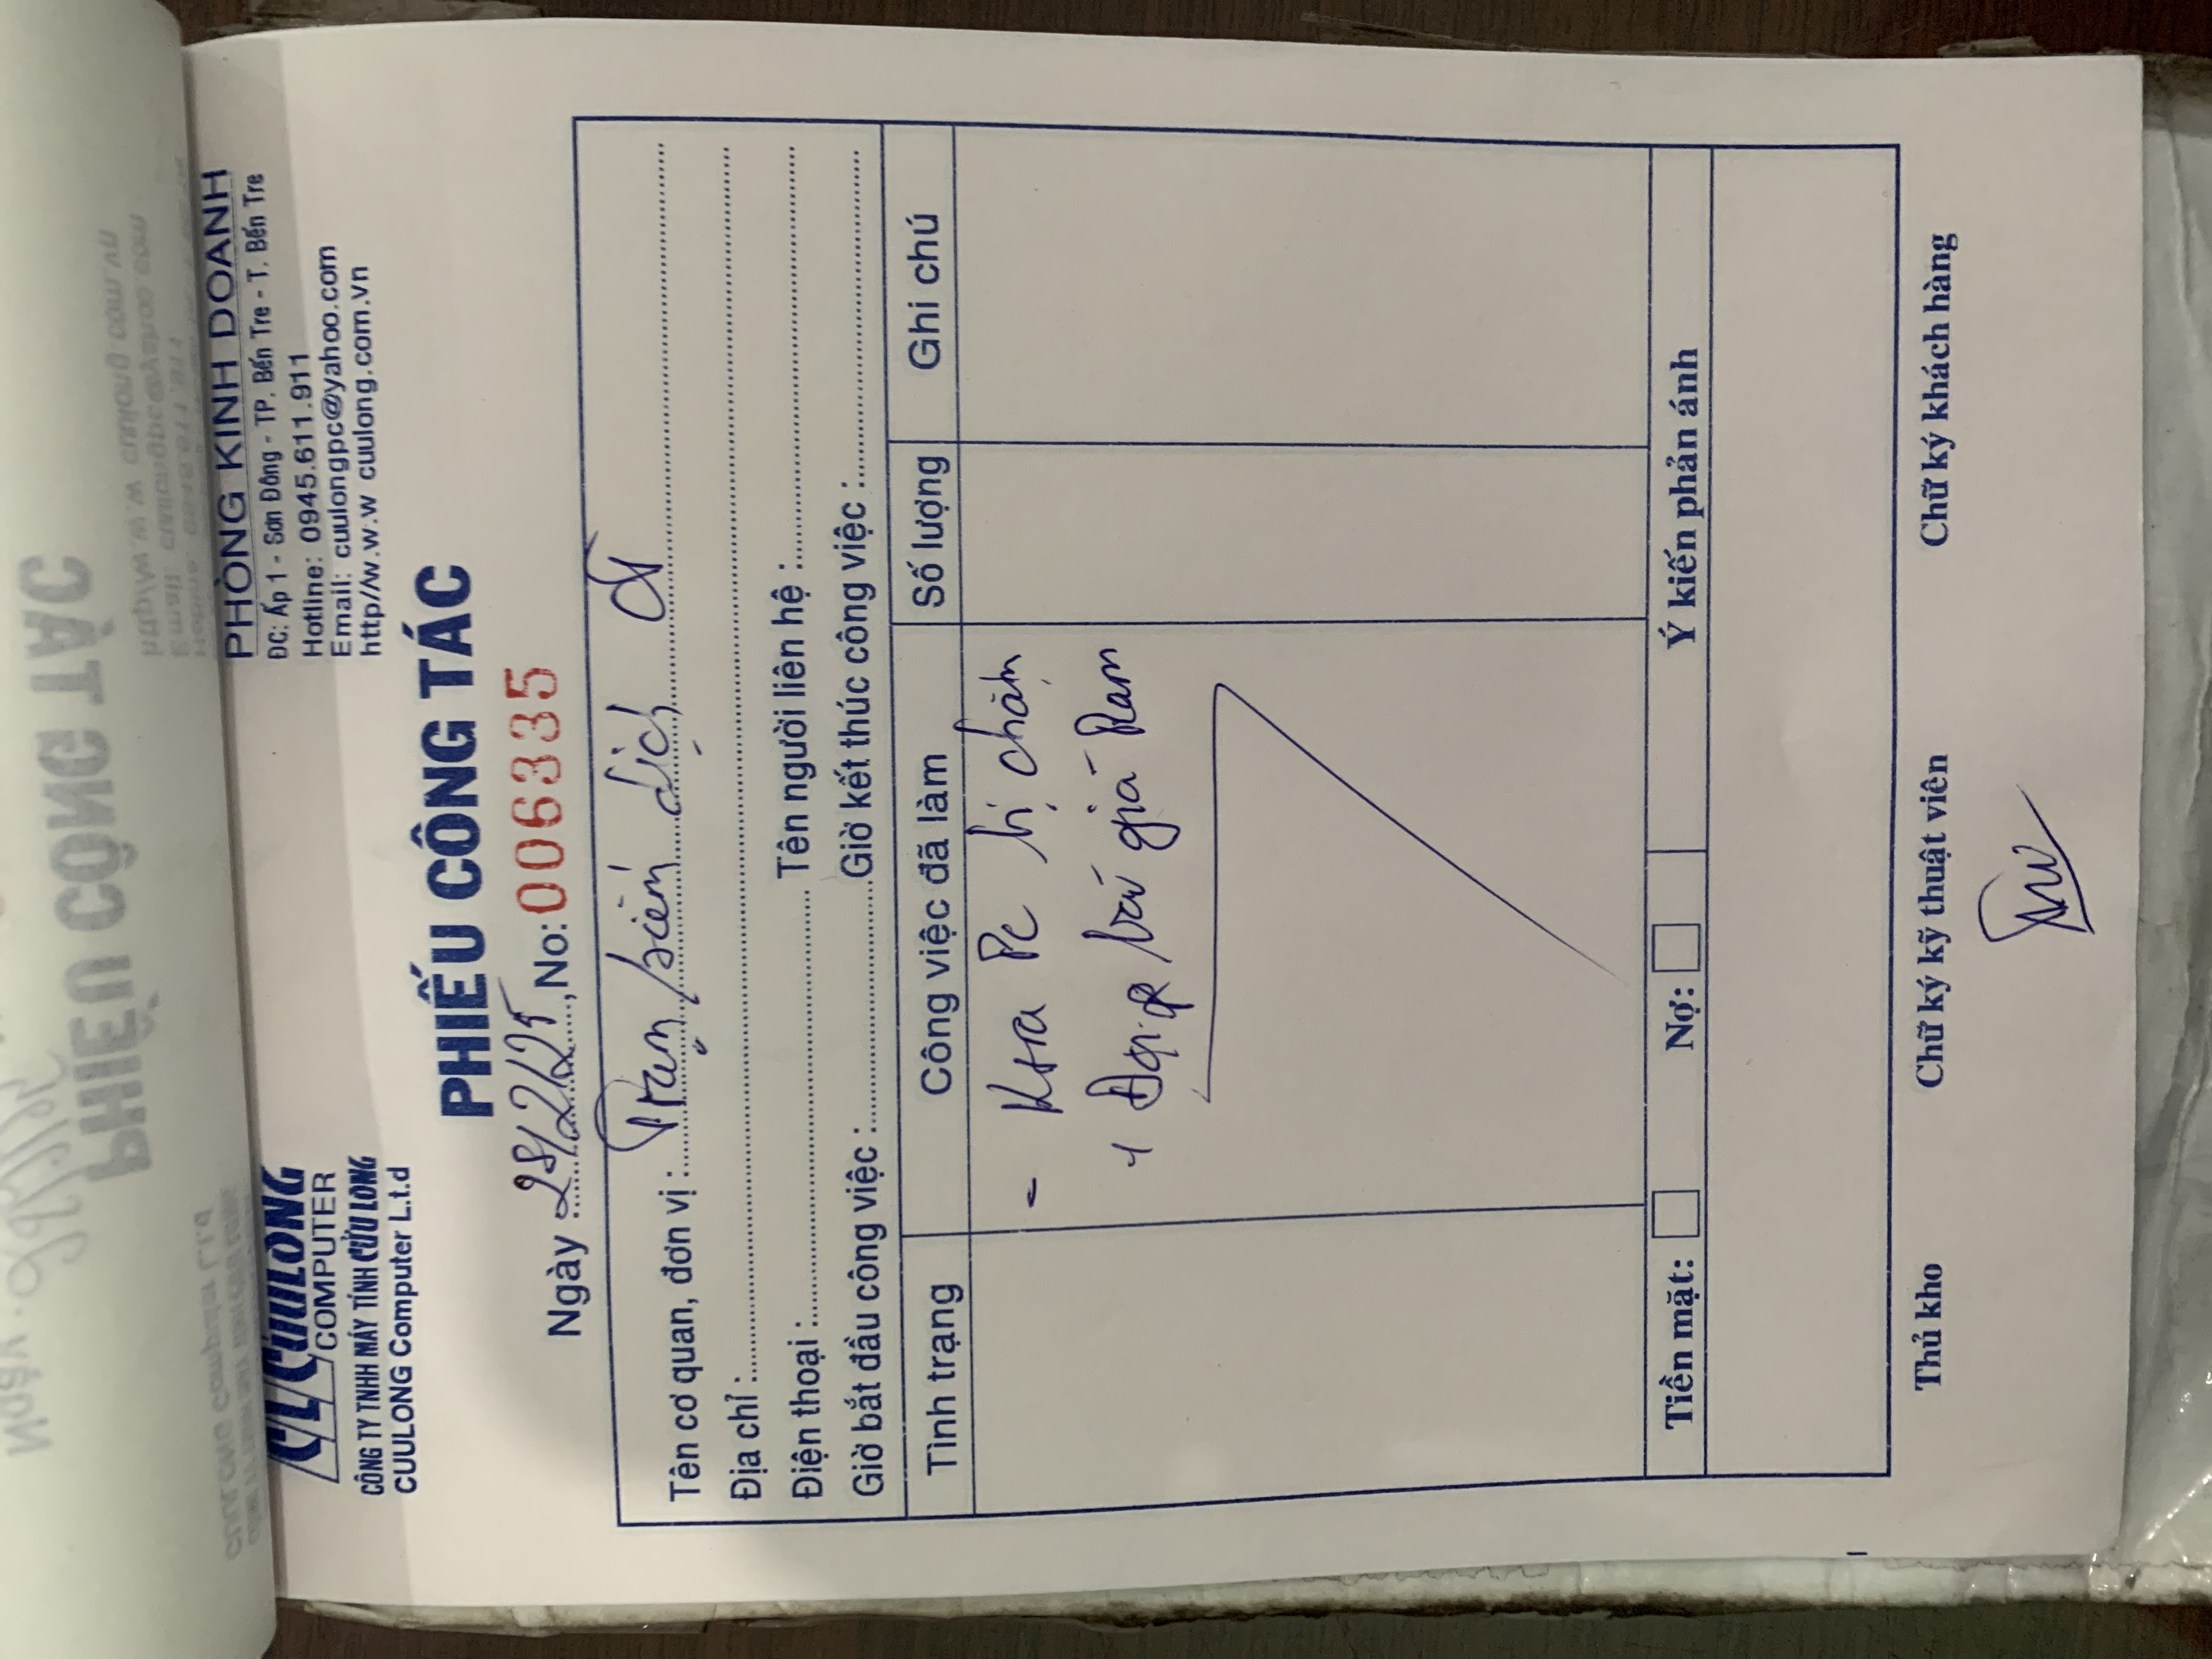 CL CUULONG
COMPUTER
CÔNG TY TNHH MÁY TÍNH CỬU LONG
CUULONG Computer L.t.d
PHÒNG KINH DOANH
ĐC: Ấp 1 - Sơn Đông - TP. Bến Tre - T. Bến Tre
Hotline: 0945.611.911
Email: cuulongpc@yahoo.com
http//w.w.w cuulong.com.vn
PHIẾU CÔNG TÁC
Ngày 28/2/25, No: 006335
Tên cơ quan, đơn vị: Trạm kiểm dịch
Địa chỉ:
Điện thoại: Tên người liên hệ:
Giờ bắt đầu công việc: Giờ kết thúc công việc:
Tình trạng Công việc đã làm Số lượng Ghi chú
- Ktra PC bị chậm
+ Đợi báo giá Ram
Tiền mặt: Nợ: Ý kiến phản ánh
Thủ kho Chữ ký kỹ thuật viên Chữ ký khách hàng